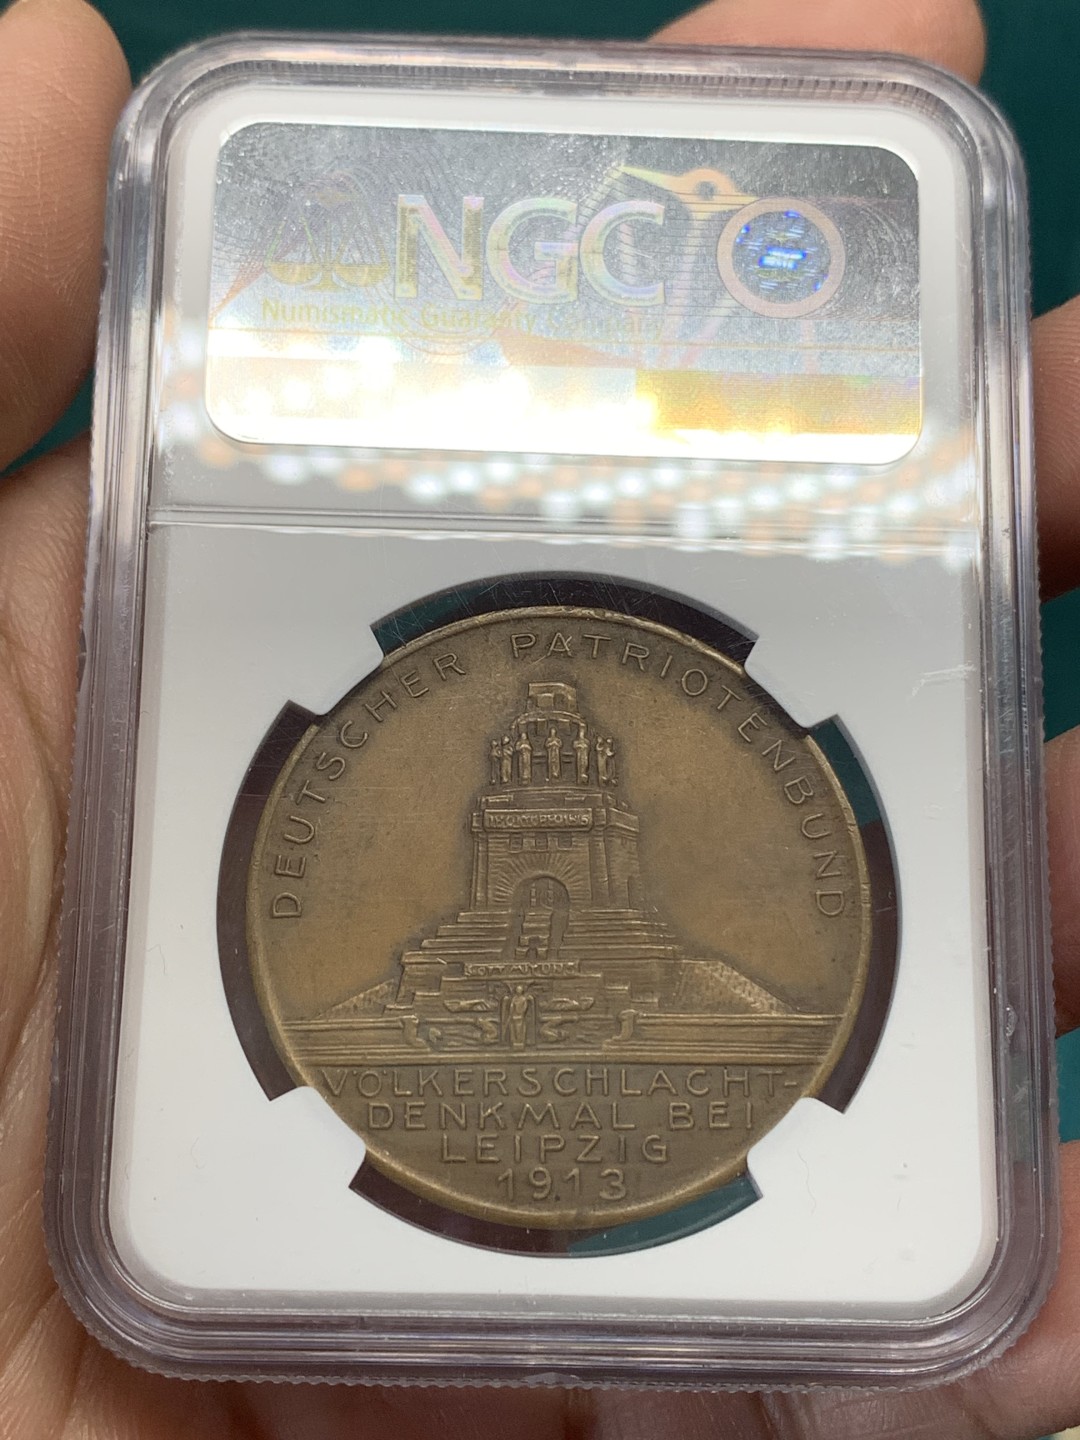 NGC
Numismatic Guaranty Company
DEUTSCHER PATRIOTENBUND
GOTT MIT UNS
VÖLKERSCHLACHT-
DENKMAL BEI
LEIPZIG
1913